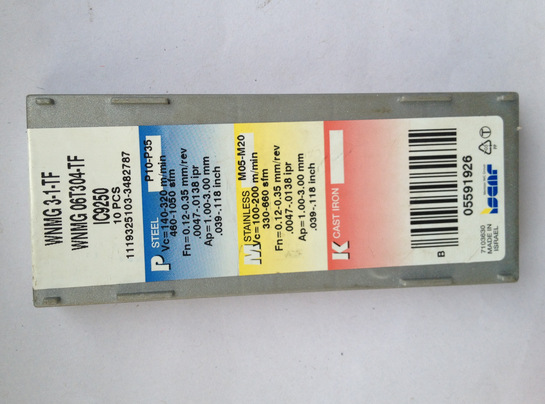 WNMG 3-1-TF
WNMG 06T304-TF
IC9250
10 PCS
1119325103-3482787
P STEEL P10-P35
Vc=140-320 m/min
460-1050 sfm
Fn=0.12-0.35 mm/rev
.0047-.0138 ipr
Ap=1.00-3.00 mm
.039-.118 inch
M STAINLESS M05-M20
Vc=100-200 m/min
330-660 sfm
Fn=0.12-0.35 mm/rev
.0047-.0138 ipr
Ap=1.00-3.00 mm
.039-.118 inch
K CAST IRON
B
05591926
7103630
MADE IN
ISRAEL
iscar
PP